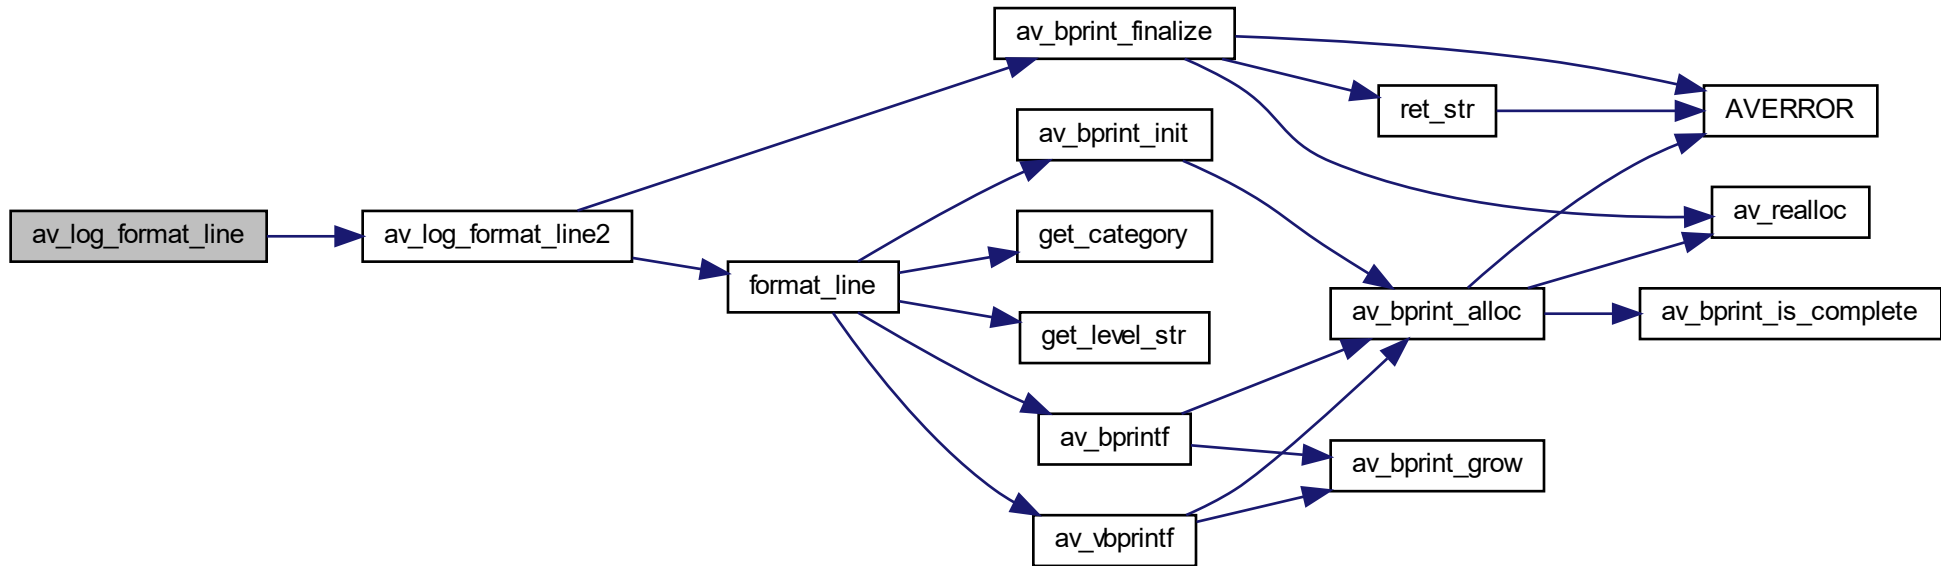 av_bprint_finalize
ret_str
AVERROR
av_bprint_init
av_realloc
av_log_format_line
av_log_format_line2
get_category
format_line
av_bprint_alloc
av_bprint_is_complete
get_level_str
av_bprintf
av_bprint_grow
av_vbprintf